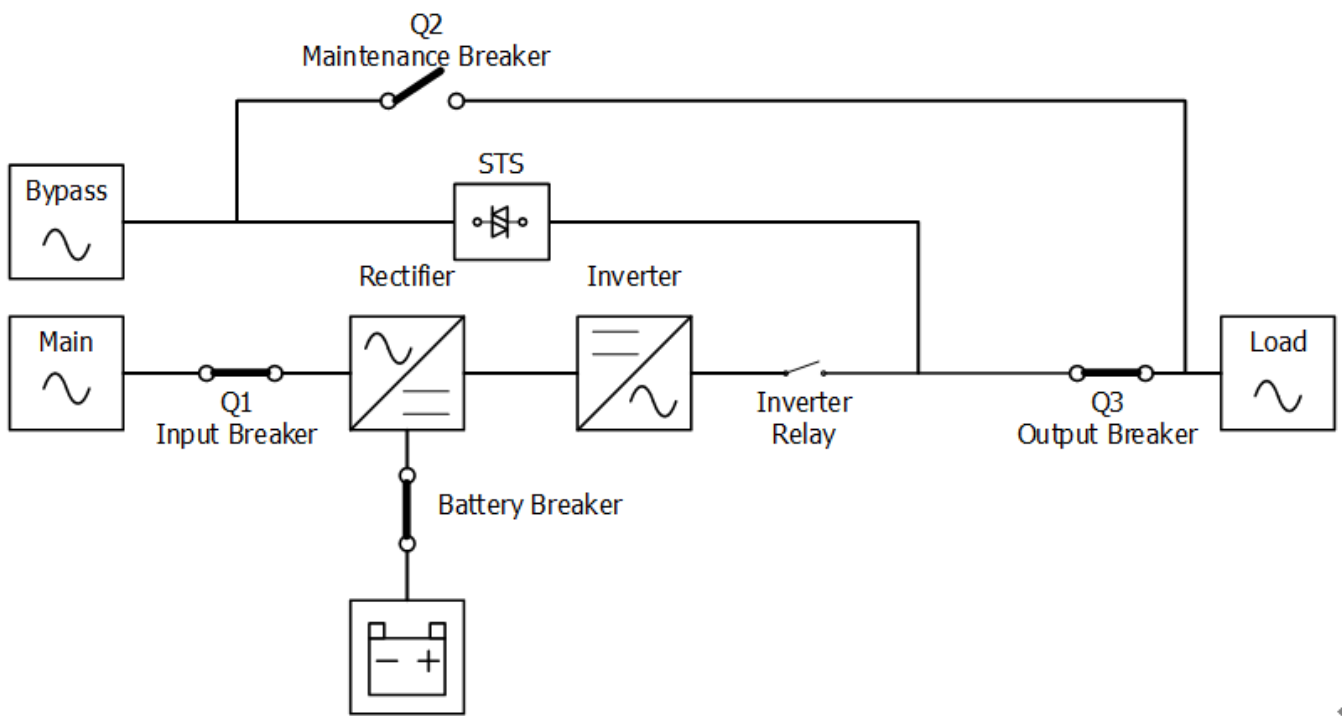 Q2
Maintenance Breaker
Bypass
STS
Rectifier
Inverter
Main
Load
Q1
Input Breaker
Inverter
Relay
Q3
Output Breaker
Battery Breaker
- +